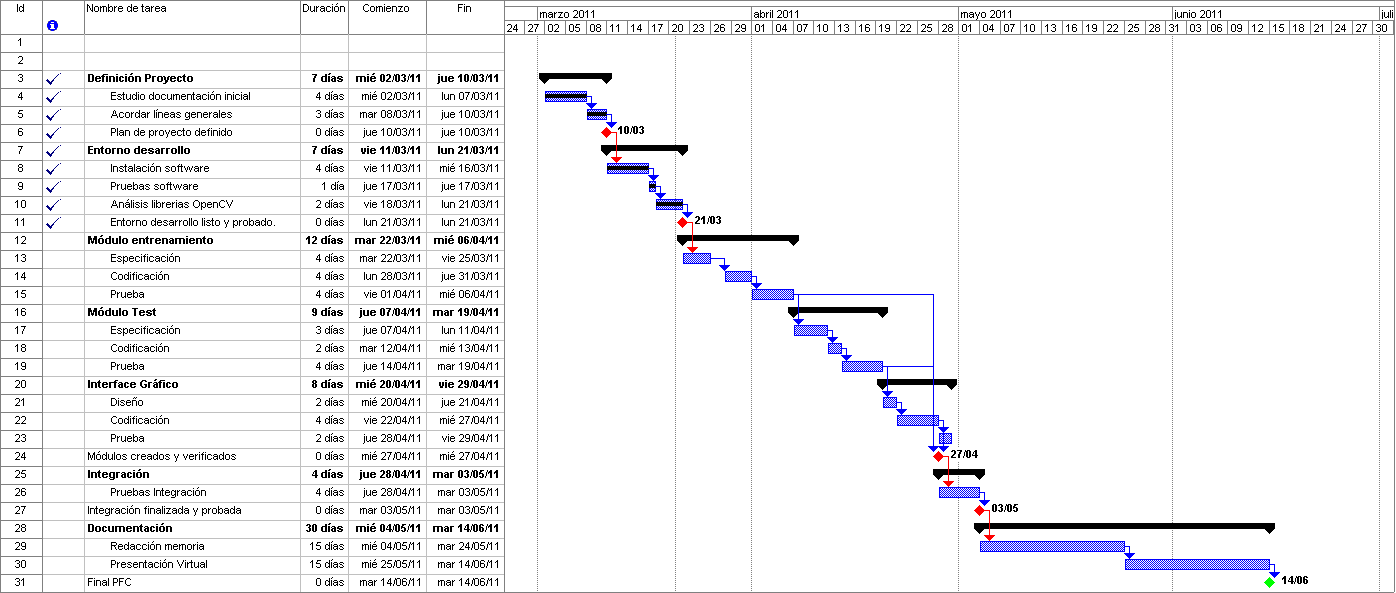 Id Nombre de tarea Duración Comienzo Fin
marzo 2011 abril 2011 mayo 2011 junio 2011 juli
24 27 02 05 08 11 14 17 20 23 26 29 01 04 07 10 13 16 19 22 25 28 01 04 07 10 13 16 19 22 25 28 31 03 06 09 12 15 18 21 24 27 30
1
2
3 Definición Proyecto 7 días mié 02/03/11 jue 10/03/11
4 Estudio documentación inicial 4 días mié 02/03/11 lun 07/03/11
5 Acordar líneas generales 3 días mar 08/03/11 jue 10/03/11
6 Plan de proyecto definido 0 días jue 10/03/11 jue 10/03/11 10/03
7 Entorno desarrollo 7 días vie 11/03/11 lun 21/03/11
8 Instalación software 4 días vie 11/03/11 mié 16/03/11
9 Pruebas software 1 día jue 17/03/11 jue 17/03/11
10 Análisis librerias OpenCV 2 días vie 18/03/11 lun 21/03/11
11 Entorno desarrollo listo y probado. 0 días lun 21/03/11 lun 21/03/11 21/03
12 Módulo entrenamiento 12 días mar 22/03/11 mié 06/04/11
13 Especificación 4 días mar 22/03/11 vie 25/03/11
14 Codificación 4 días lun 28/03/11 jue 31/03/11
15 Prueba 4 días vie 01/04/11 mié 06/04/11
16 Módulo Test 9 días jue 07/04/11 mar 19/04/11
17 Especificación 3 días jue 07/04/11 lun 11/04/11
18 Codificación 2 días mar 12/04/11 mié 13/04/11
19 Prueba 4 días jue 14/04/11 mar 19/04/11
20 Interface Gráfico 8 días mié 20/04/11 vie 29/04/11
21 Diseño 2 días mié 20/04/11 jue 21/04/11
22 Codificación 4 días vie 22/04/11 mié 27/04/11
23 Prueba 2 días jue 28/04/11 vie 29/04/11
24 Módulos creados y verificados 0 días mié 27/04/11 mié 27/04/11 27/04
25 Integración 4 días jue 28/04/11 mar 03/05/11
26 Pruebas Integración 4 días jue 28/04/11 mar 03/05/11
27 Integración finalizada y probada 0 días mar 03/05/11 mar 03/05/11 03/05
28 Documentación 30 días mié 04/05/11 mar 14/06/11
29 Redacción memoria 15 días mié 04/05/11 mar 24/05/11
30 Presentación Virtual 15 días mié 25/05/11 mar 14/06/11
31 Final PFC 0 días mar 14/06/11 mar 14/06/11 14/06